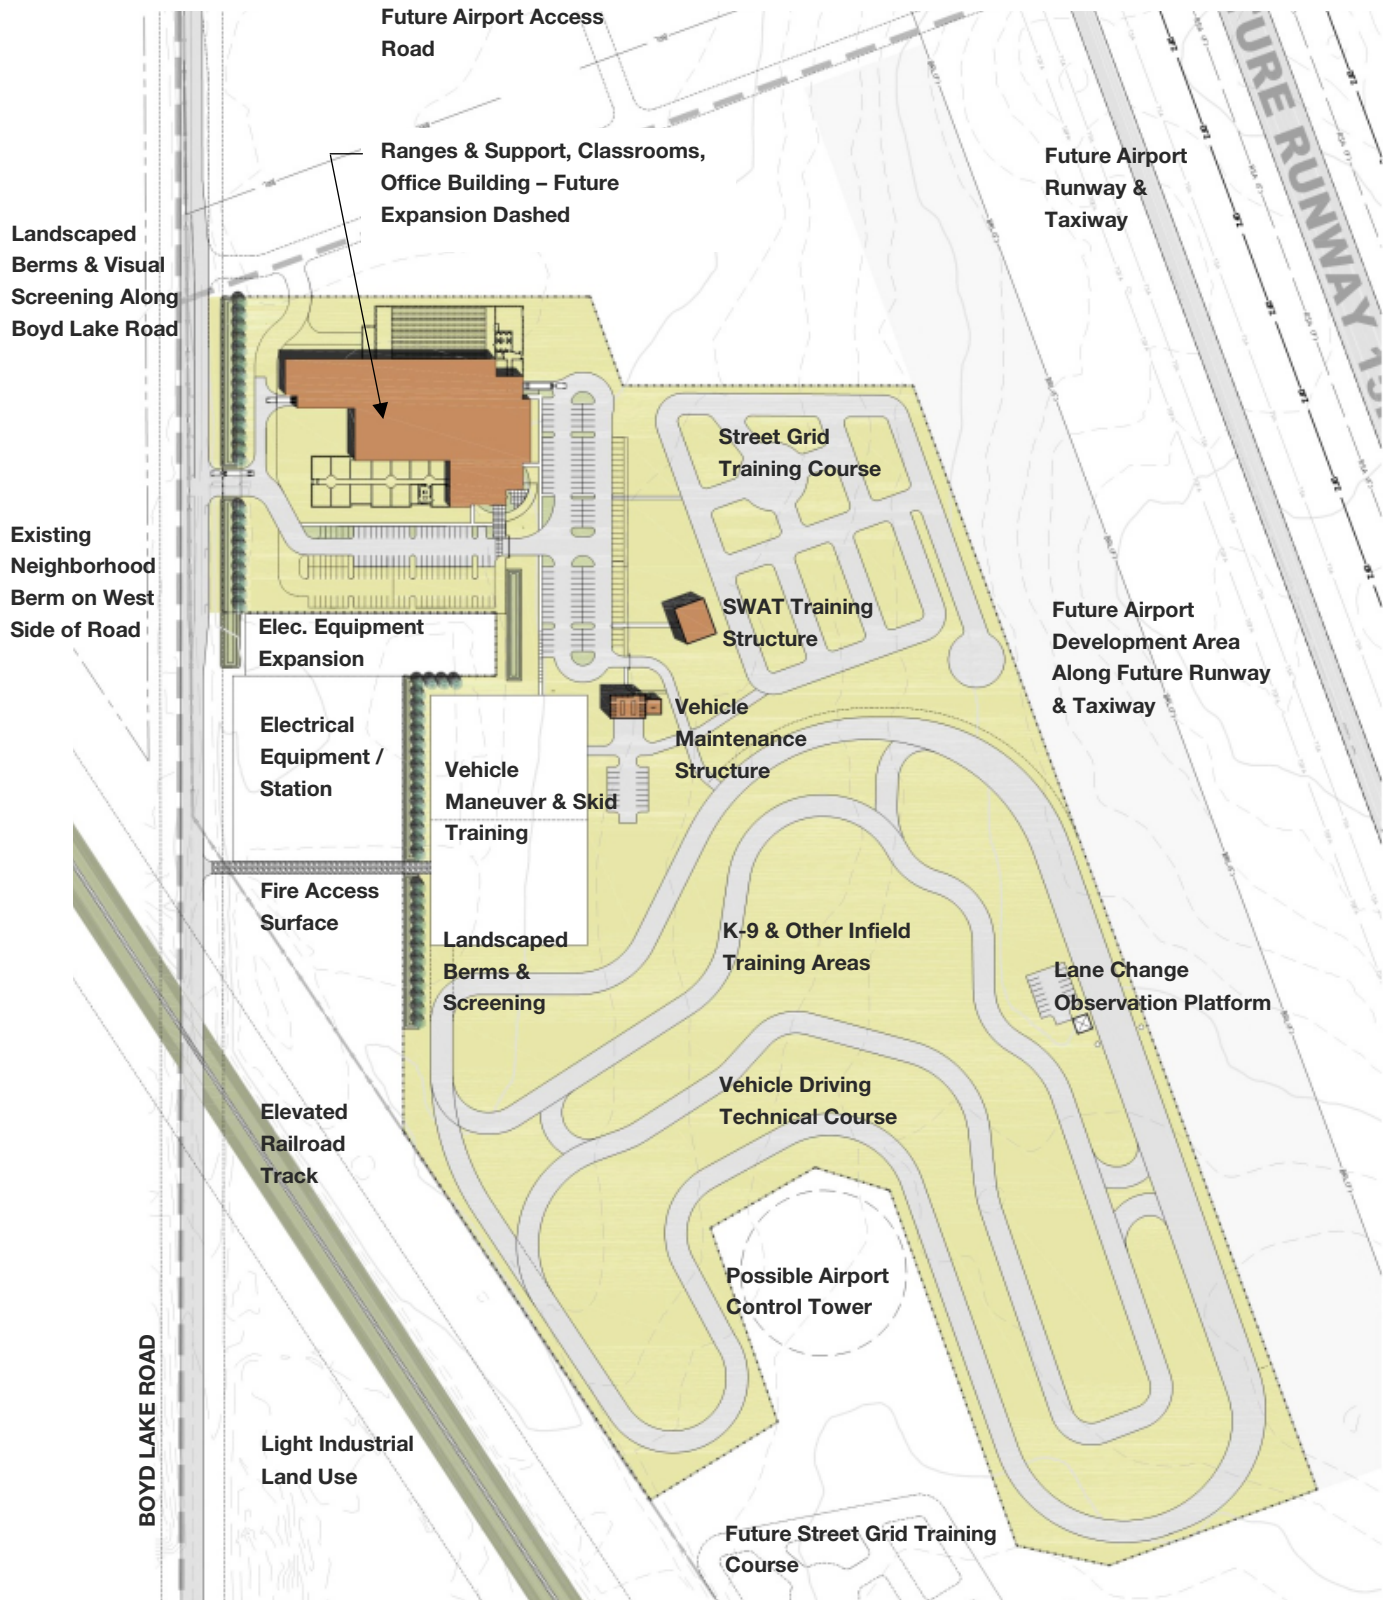 Future Airport Access
Road
Ranges & Support, Classrooms,
Office Building – Future
Expansion Dashed
Future Airport
Runway &
Taxiway
URE RUNWAY 15
Landscaped
Berms & Visual
Screening Along
Boyd Lake Road
Street Grid
Training Course
Existing
Neighborhood
Berm on West
Side of Road
SWAT Training
Structure
Future Airport
Development Area
Along Future Runway
& Taxiway
Elec. Equipment
Expansion
Electrical
Equipment /
Station
Vehicle
Maintenance
Structure
Vehicle
Maneuver & Skid
Training
Fire Access
Surface
Landscaped
Berms &
Screening
K-9 & Other Infield
Training Areas
Lane Change
Observation Platform
Elevated
Railroad
Track
Vehicle Driving
Technical Course
Possible Airport
Control Tower
BOYD LAKE ROAD
Light Industrial
Land Use
Future Street Grid Training
Course